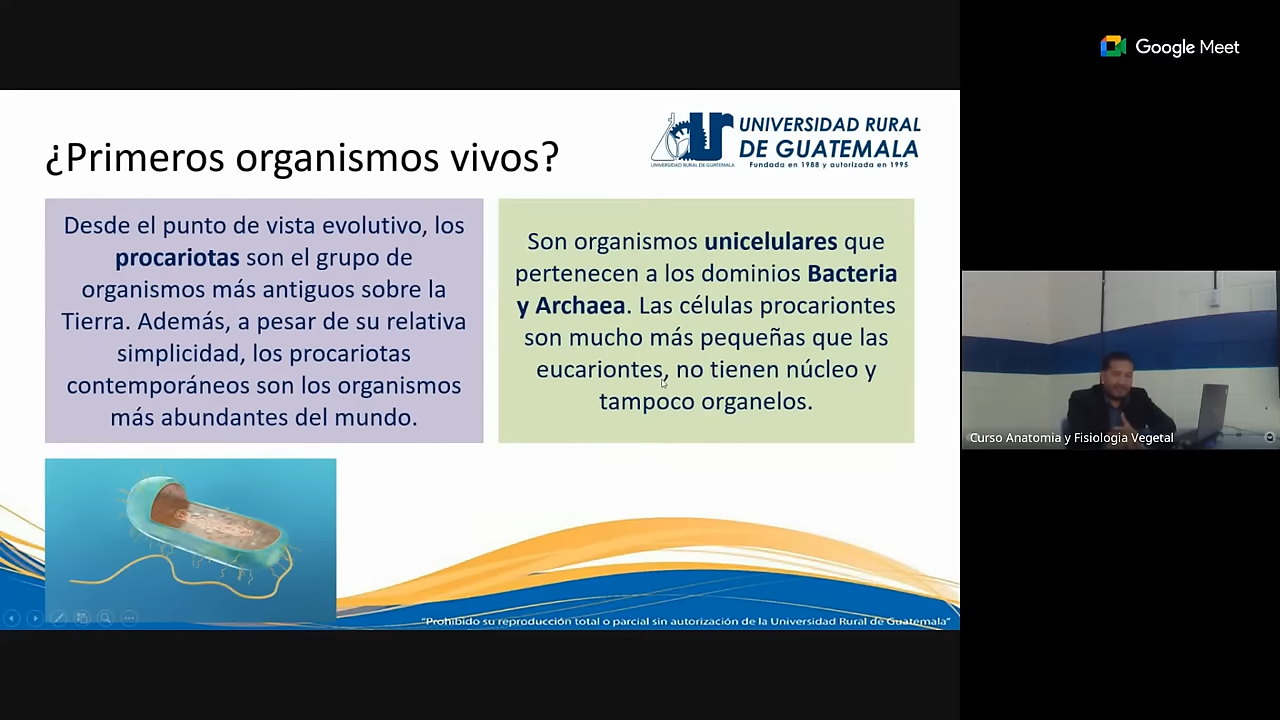 Google Meet
¿Primeros organismos vivos?
UNIVERSIDAD RURAL
DE GUATEMALA
Fundada en 1988 y autorizada en 1995
UNIVERSIDAD RURAL DE GUATEMALA
Desde el punto de vista evolutivo, los
procariotas son el grupo de
organismos más antiguos sobre la
Tierra. Además, a pesar de su relativa
simplicidad, los procariotas
contemporáneos son los organismos
más abundantes del mundo.
Son organismos unicelulares que
pertenecen a los dominios Bacteria
y Archaea. Las células procariontes
son mucho más pequeñas que las
eucariontes, no tienen núcleo y
tampoco organelos.
Curso Anatomia y Fisiologia Vegetal
"Prohibido su reproducción total o parcial sin autorización de la Universidad Rural de Guatemala"